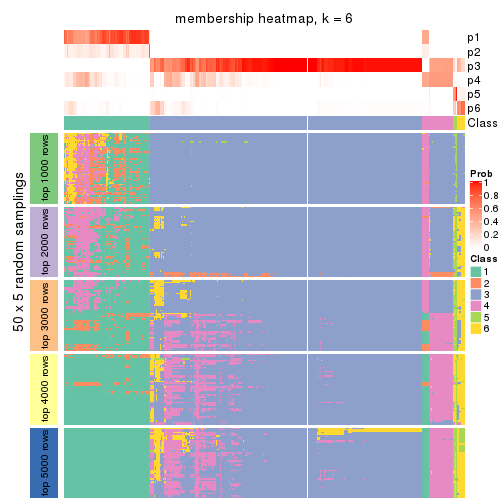 membership heatmap, k = 6
p1
p2
p3
p4
p5
p6
Class
50 x 5 random samplings
top 1000 rows
top 2000 rows
top 3000 rows
top 4000 rows
top 5000 rows
Prob
1
0.8
0.6
0.4
0.2
0
Class
1
2
3
4
5
6